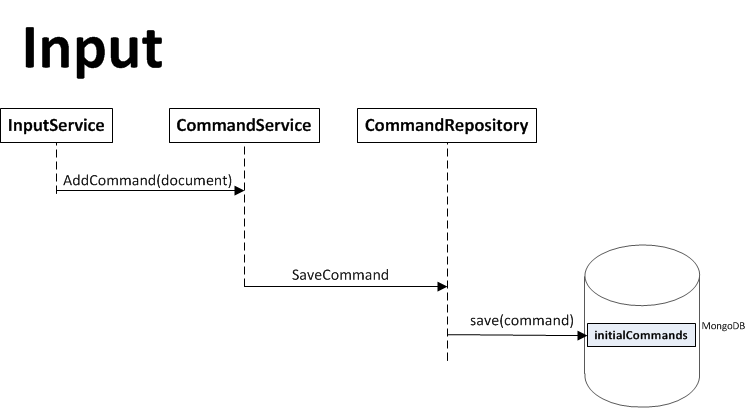 Input
InputService
CommandService
CommandRepository
AddCommand(document)
SaveCommand
save(command)
initialCommands
MongoDB